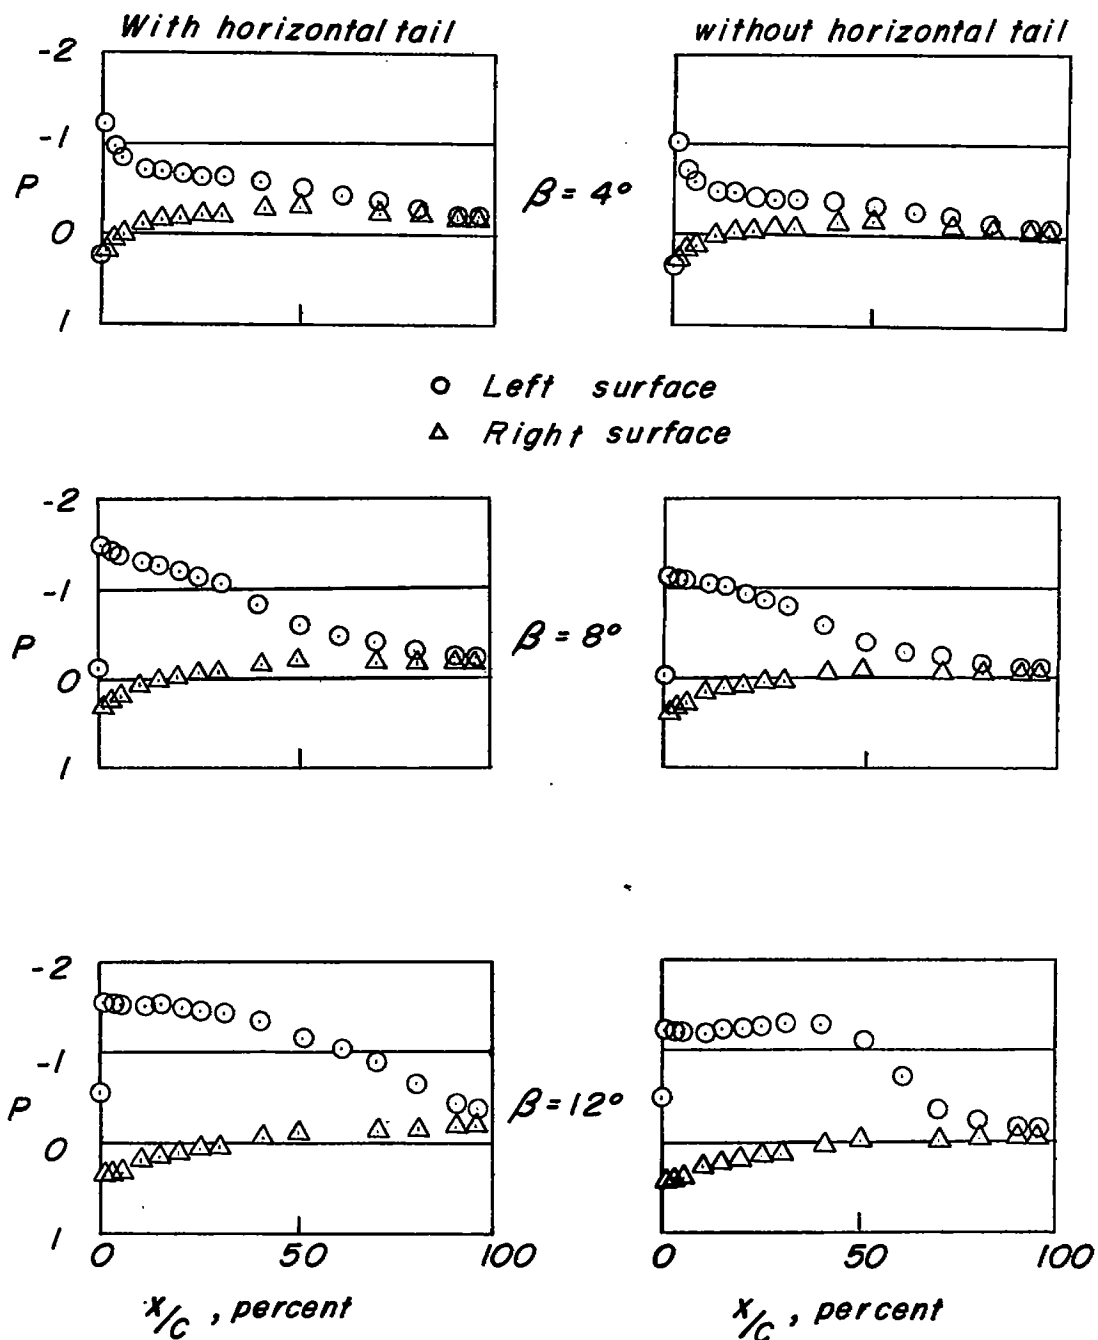 With horizontal tail
without horizontal tail
-2
-1
P
0
1
β = 4°
○ Left surface
△ Right surface
-2
-1
P
0
1
β = 8°
-2
-1
P
0
1
β = 12°
0 50 100
0 50 100
x/c , percent
x/c , percent